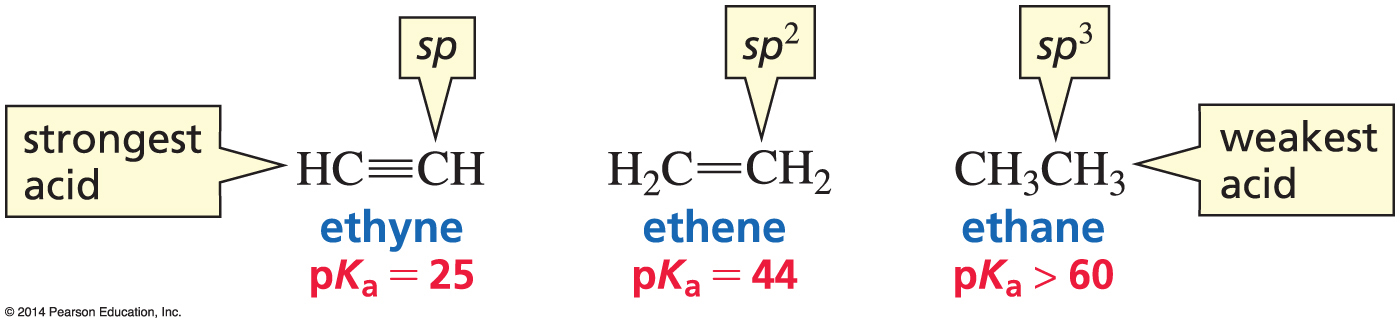 sp
sp²
sp³
strongest
acid
HC≡CH
H₂C=CH₂
CH₃CH₃
weakest
acid
ethyne
ethene
ethane
pKₐ = 25
pKₐ = 44
pKₐ > 60
© 2014 Pearson Education, Inc.